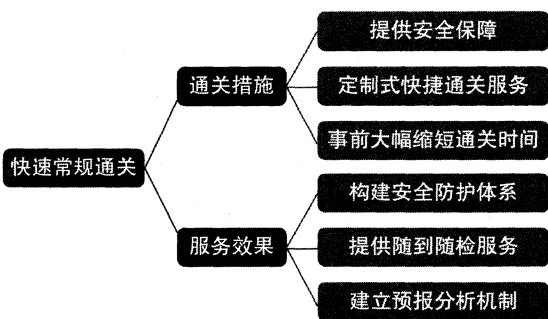 快速常规通关
通关措施
提供安全保障
定制式快捷通关服务
事前大幅缩短通关时间
服务效果
构建安全防护体系
提供随到随检服务
建立预报分析机制